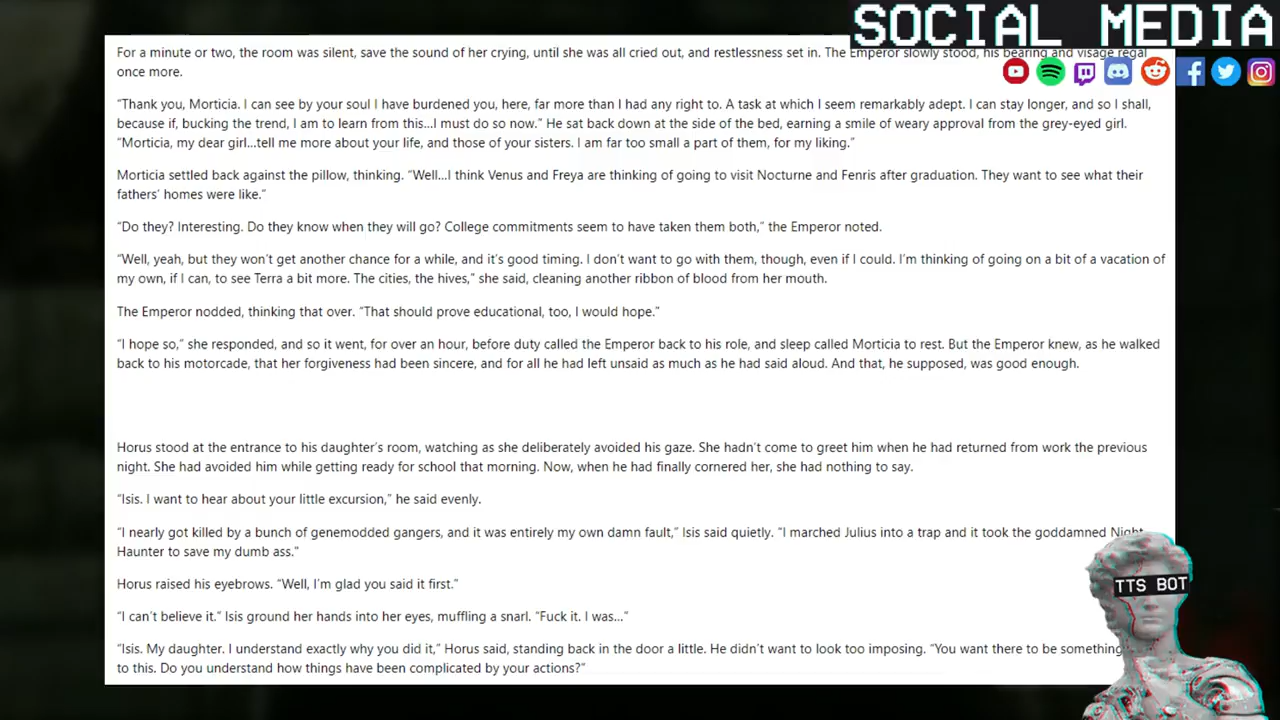 SOCIAL MEDIA
For a minute or two, the room was silent, save the sound of her crying, until she was all cried out, and restlessness set in. The Emperor slowly stood, his bearing and visage regal
once more.
“Thank you, Morticia. I can see by your soul I have burdened you, here, far more than I had any right to. A task at which I seem remarkably adept. I can stay longer, and so I shall,
because if, bucking the trend, I am to learn from this…I must do so now.” He sat back down at the side of the bed, earning a smile of weary approval from the grey-eyed girl.
“Morticia, my dear girl…tell me more about your life, and those of your sisters. I am far too small a part of them, for my liking.”
Morticia settled back against the pillow, thinking. “Well…I think Venus and Freya are thinking of going to visit Nocturne and Fenris after graduation. They want to see what their
fathers’ homes were like.”
“Do they? Interesting. Do they know when they will go? College commitments seem to have taken them both,” the Emperor noted.
“Well, yeah, but they won’t get another chance for a while, and it’s good timing. I don’t want to go with them, though, even if I could. I’m thinking of going on a bit of a vacation of
my own, if I can, to see Terra a bit more. The cities, the hives,” she said, cleaning another ribbon of blood from her mouth.
The Emperor nodded, thinking that over. “That should prove educational, too, I would hope.”
“I hope so,” she responded, and so it went, for over an hour, before duty called the Emperor back to his role, and sleep called Morticia to rest. But the Emperor knew, as he walked
back to his motorcade, that her forgiveness had been sincere, and for all he had left unsaid as much as he had said aloud. And that, he supposed, was good enough.
Horus stood at the entrance to his daughter’s room, watching as she deliberately avoided his gaze. She hadn’t come to greet him when he had returned from work the previous
night. She had avoided him while getting ready for school that morning. Now, when he had finally cornered her, she had nothing to say.
“Isis. I want to hear about your little excursion,” he said evenly.
“I nearly got killed by a bunch of genemodded gangers, and it was entirely my own damn fault,” Isis said quietly. “I marched Julius into a trap and it took the goddamned Night
Haunter to save my dumb ass.”
Horus raised his eyebrows. “Well, I’m glad you said it first.”
“I can’t believe it.” Isis ground her hands into her eyes, muffling a snarl. “Fuck it. I was…”
“Isis. My daughter. I understand exactly why you did it,” Horus said, standing back in the door a little. He didn’t want to look too imposing. “You want there to be something
to this. Do you understand how things have been complicated by your actions?”
TTS BOT